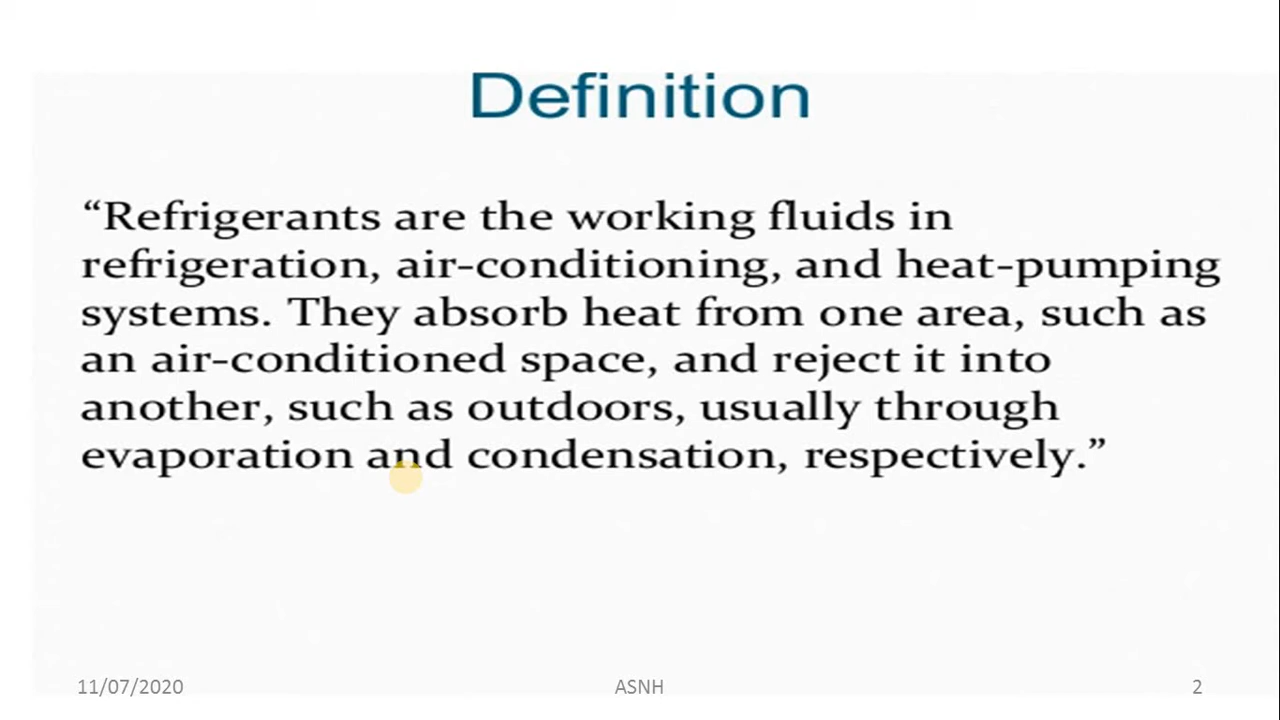 Definition
“Refrigerants are the working fluids in
refrigeration, air-conditioning, and heat-pumping
systems. They absorb heat from one area, such as
an air-conditioned space, and reject it into
another, such as outdoors, usually through
evaporation and condensation, respectively.”
11/07/2020 ASNH 2